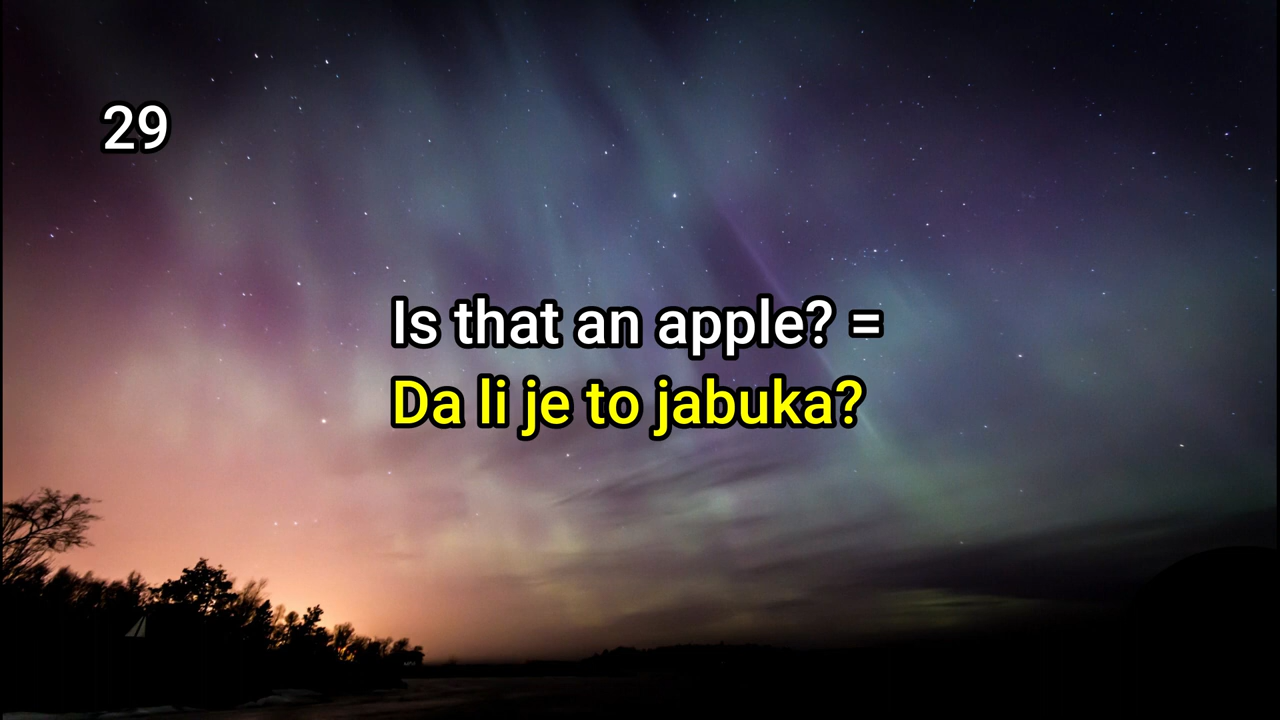 29
Is that an apple? =
Da li je to jabuka?